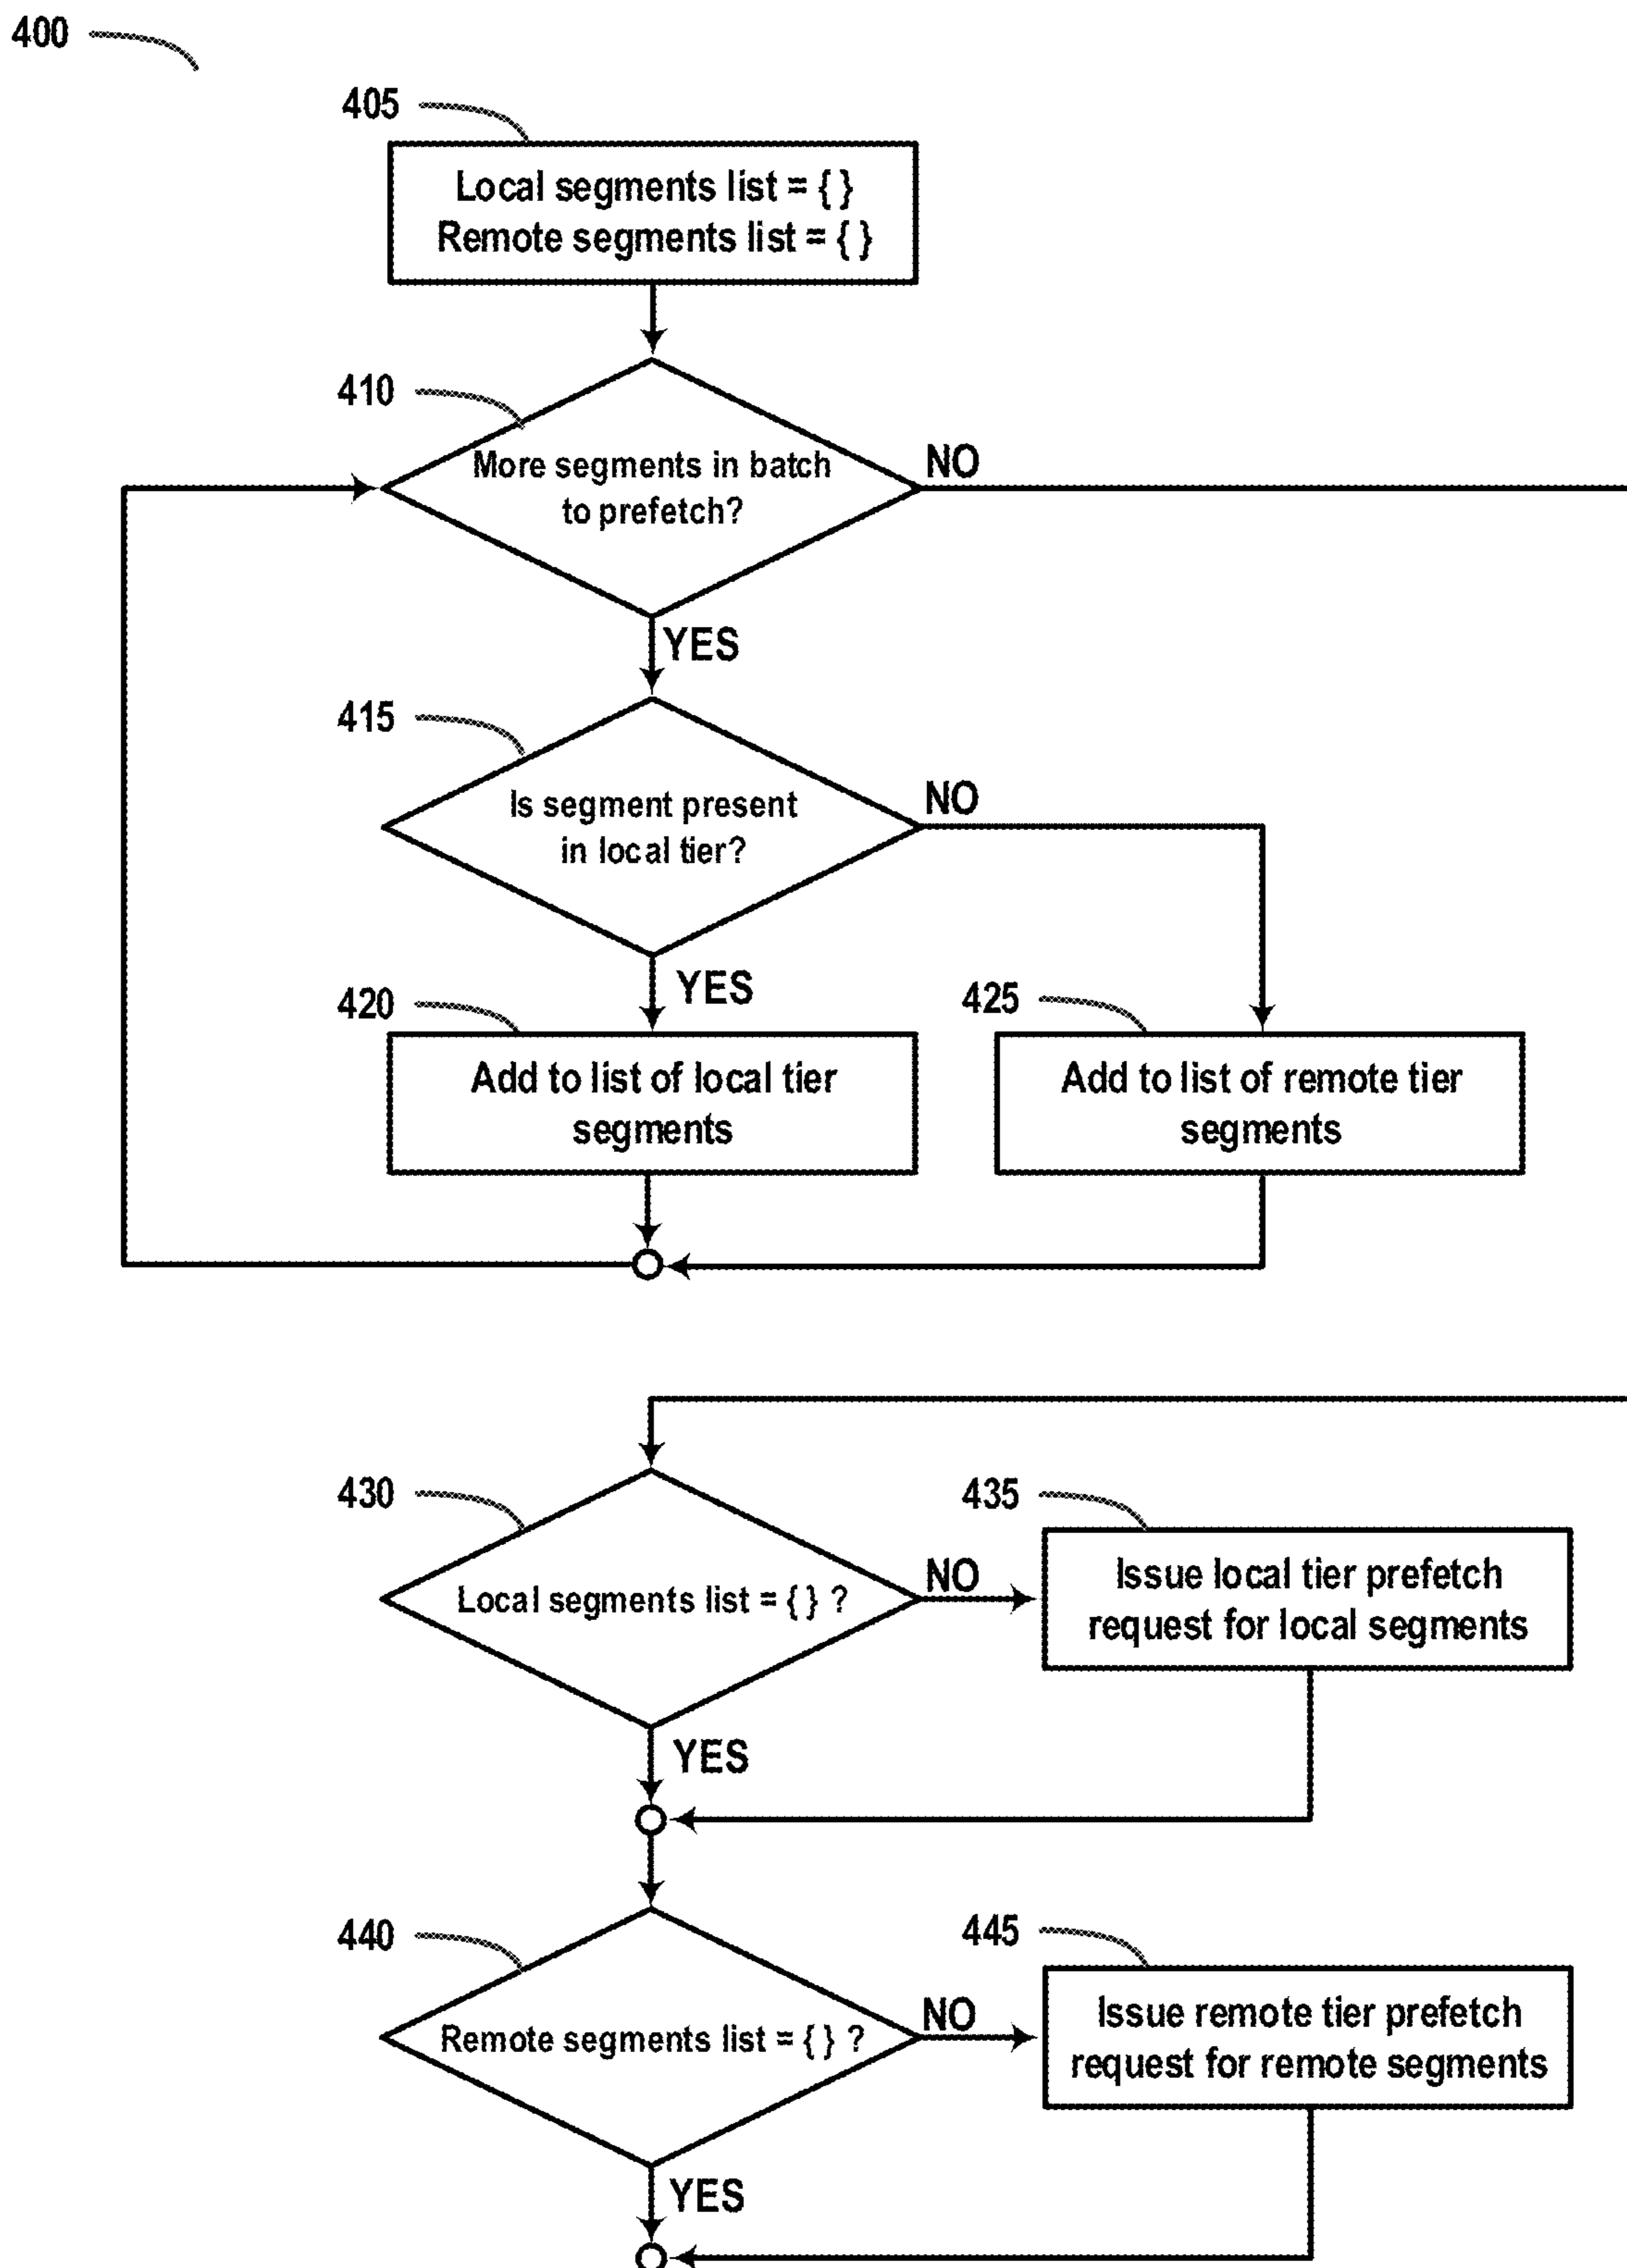 400
405
Local segments list = { }
Remote segments list = { }
410
More segments in batch
to prefetch?
NO
YES
415
Is segment present
in local tier?
NO
YES
420
Add to list of local tier
segments
425
Add to list of remote tier
segments
430
Local segments list = { } ?
NO
435
Issue local tier prefetch
request for local segments
YES
440
Remote segments list = { } ?
NO
445
Issue remote tier prefetch
request for remote segments
YES